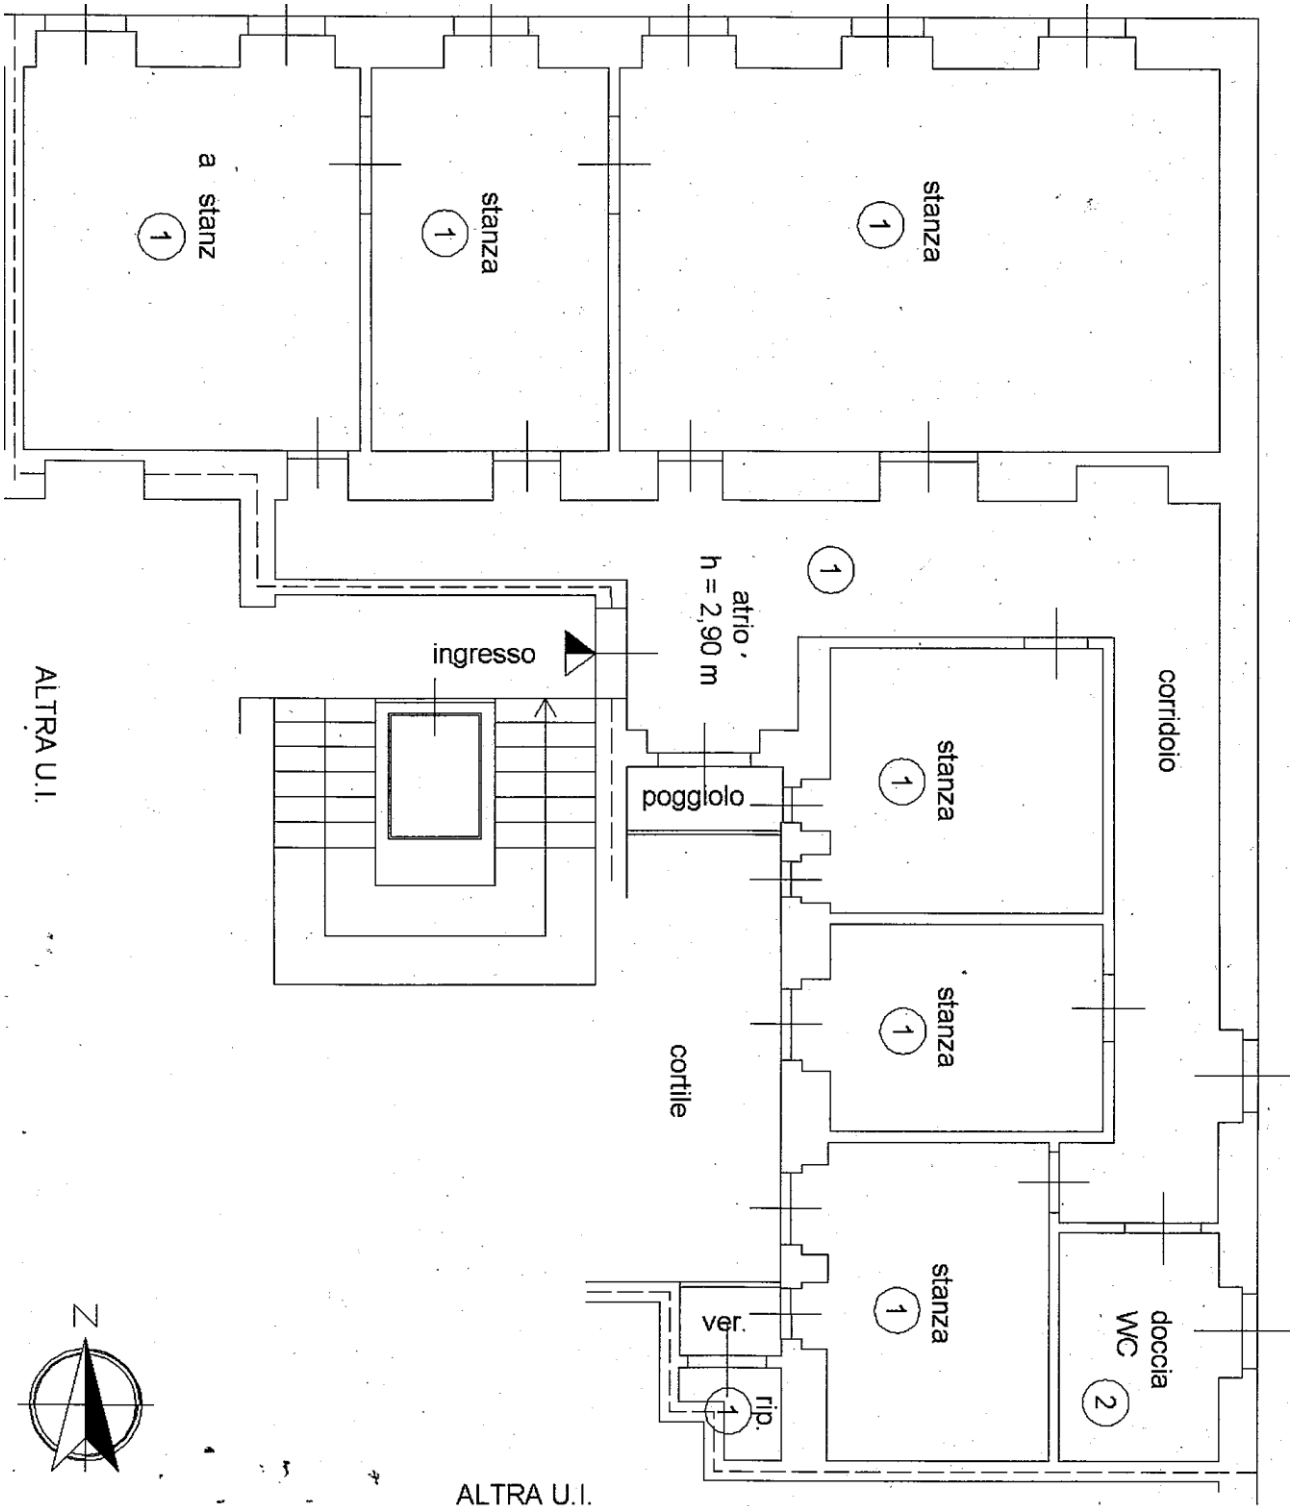 a stanz
1
stanza
1
stanza
1
1
atrio
h = 2,90 m
ingresso
corridoio
ALTRA U.I.
stanza
1
poggiolo
stanza
1
cortile
stanza
1
doccia
WC
2
ver.
rip.
1
N
ALTRA U.I.